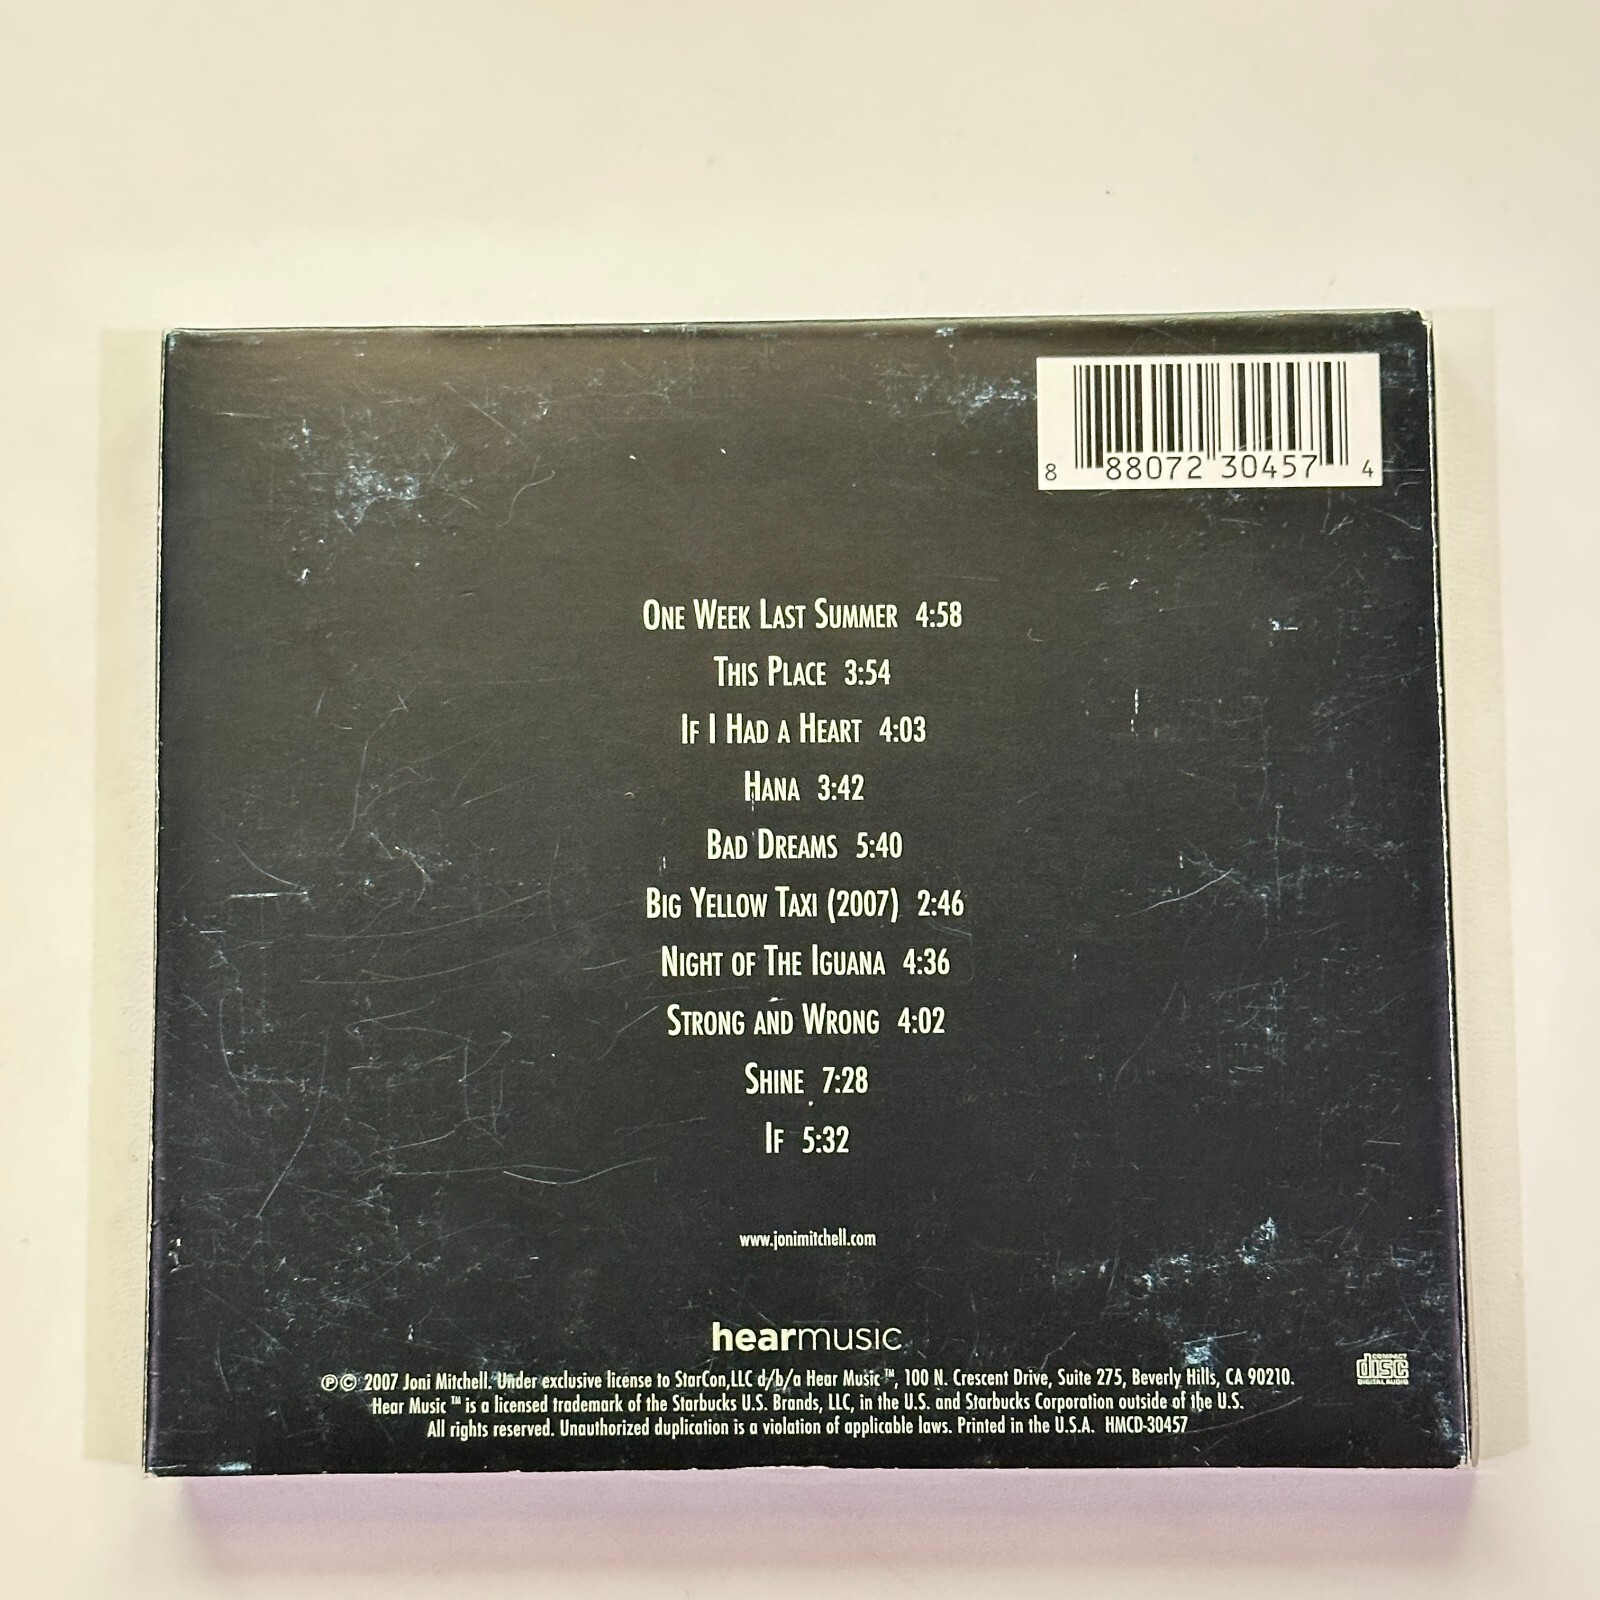 8 88072 30457 4
ONE WEEK LAST SUMMER 4:58
THIS PLACE 3:54
IF I HAD A HEART 4:03
HANA 3:42
BAD DREAMS 5:40
BIG YELLOW TAXI (2007) 2:46
NIGHT OF THE IGUANA 4:36
STRONG AND WRONG 4:02
SHINE 7:28
IF 5:32
www.jonimitchell.com
hearmusic
℗© 2007 Joni Mitchell. Under exclusive license to StarCon,LLC d/b/a Hear Music™, 100 N. Crescent Drive, Suite 275, Beverly Hills, CA 90210.
Hear Music™ is a licensed trademark of the Starbucks U.S. Brands, LLC, in the U.S. and Starbucks Corporation outside of the U.S.
All rights reserved. Unauthorized duplication is a violation of applicable laws. Printed in the U.S.A. HMCD-30457
COMPACT
disc
DIGITAL AUDIO